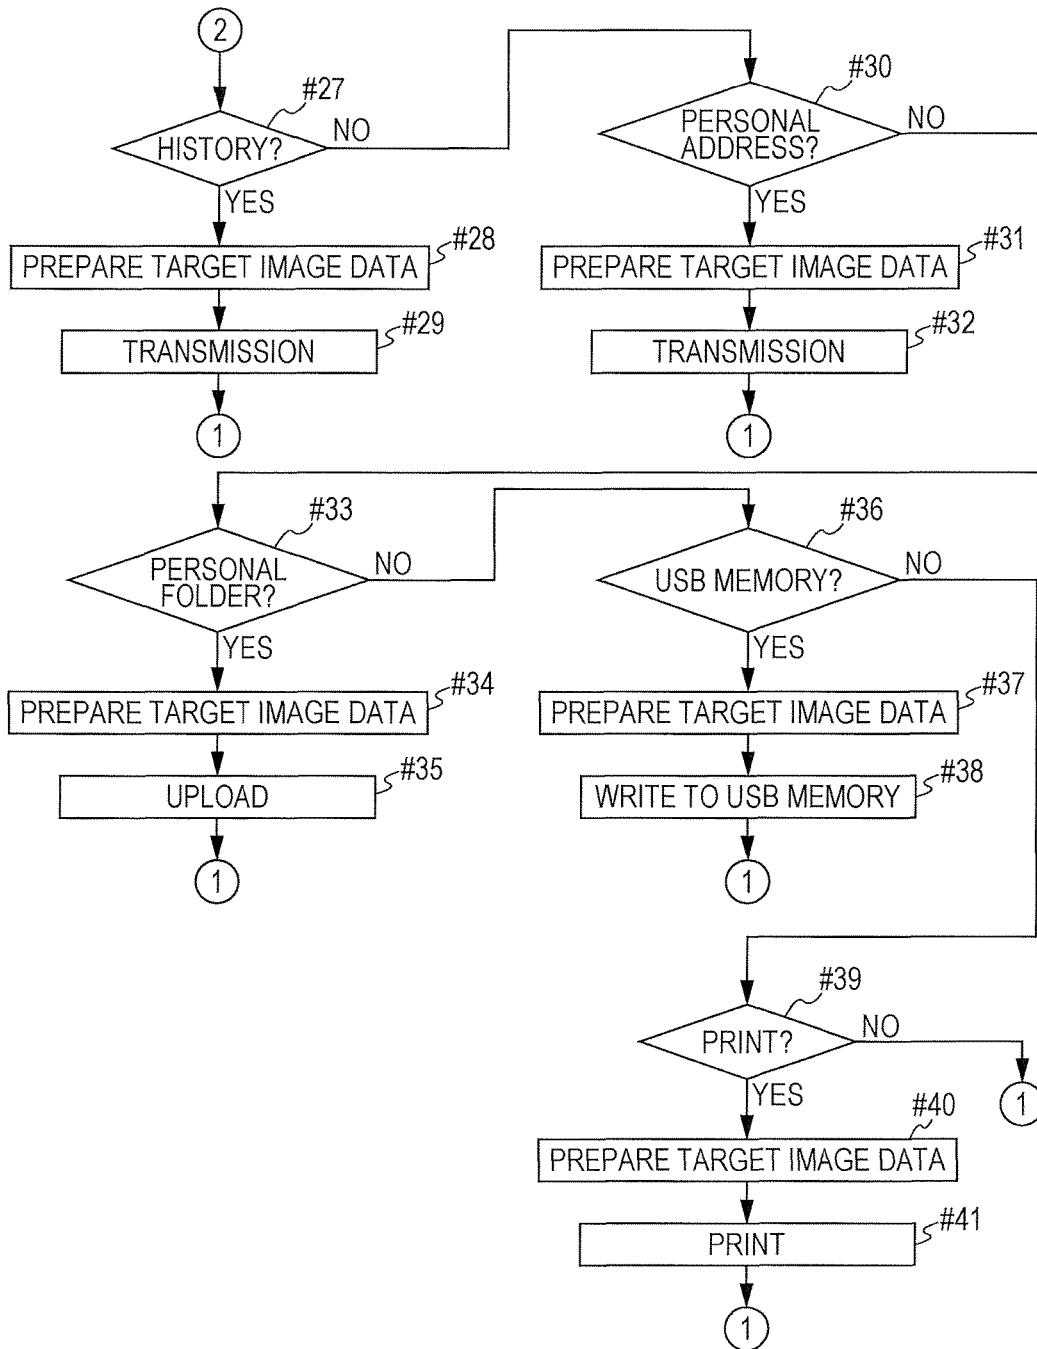 2
#27
HISTORY?
NO
YES
#28
PREPARE TARGET IMAGE DATA
#29
TRANSMISSION
1
#30
PERSONAL
ADDRESS?
NO
YES
#31
PREPARE TARGET IMAGE DATA
#32
TRANSMISSION
1
#33
PERSONAL
FOLDER?
NO
YES
#34
PREPARE TARGET IMAGE DATA
#35
UPLOAD
1
#36
USB MEMORY?
NO
YES
#37
PREPARE TARGET IMAGE DATA
#38
WRITE TO USB MEMORY
1
#39
PRINT?
NO
1
YES
#40
PREPARE TARGET IMAGE DATA
#41
PRINT
1